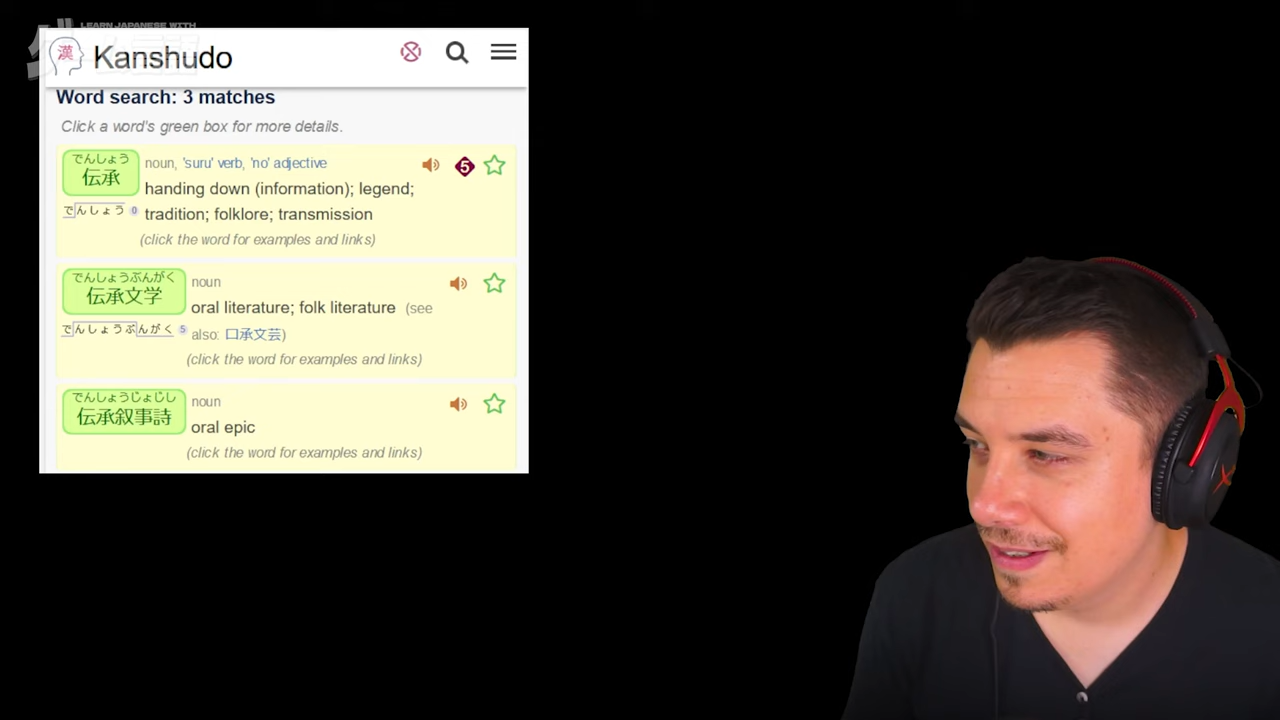 LEARN JAPANESE WITH
漢
Kanshudo
Word search: 3 matches
Click a word's green box for more details.
でんしょう
伝承
でんしょう 0
noun, 'suru' verb, 'no' adjective
5
handing down (information); legend;
tradition; folklore; transmission
(click the word for examples and links)
でんしょうぶんがく
伝承文学
でんしょうぶんがく 5
noun
oral literature; folk literature (see
also: 口承文芸)
(click the word for examples and links)
でんしょうじょじし
伝承叙事詩
noun
oral epic
(click the word for examples and links)